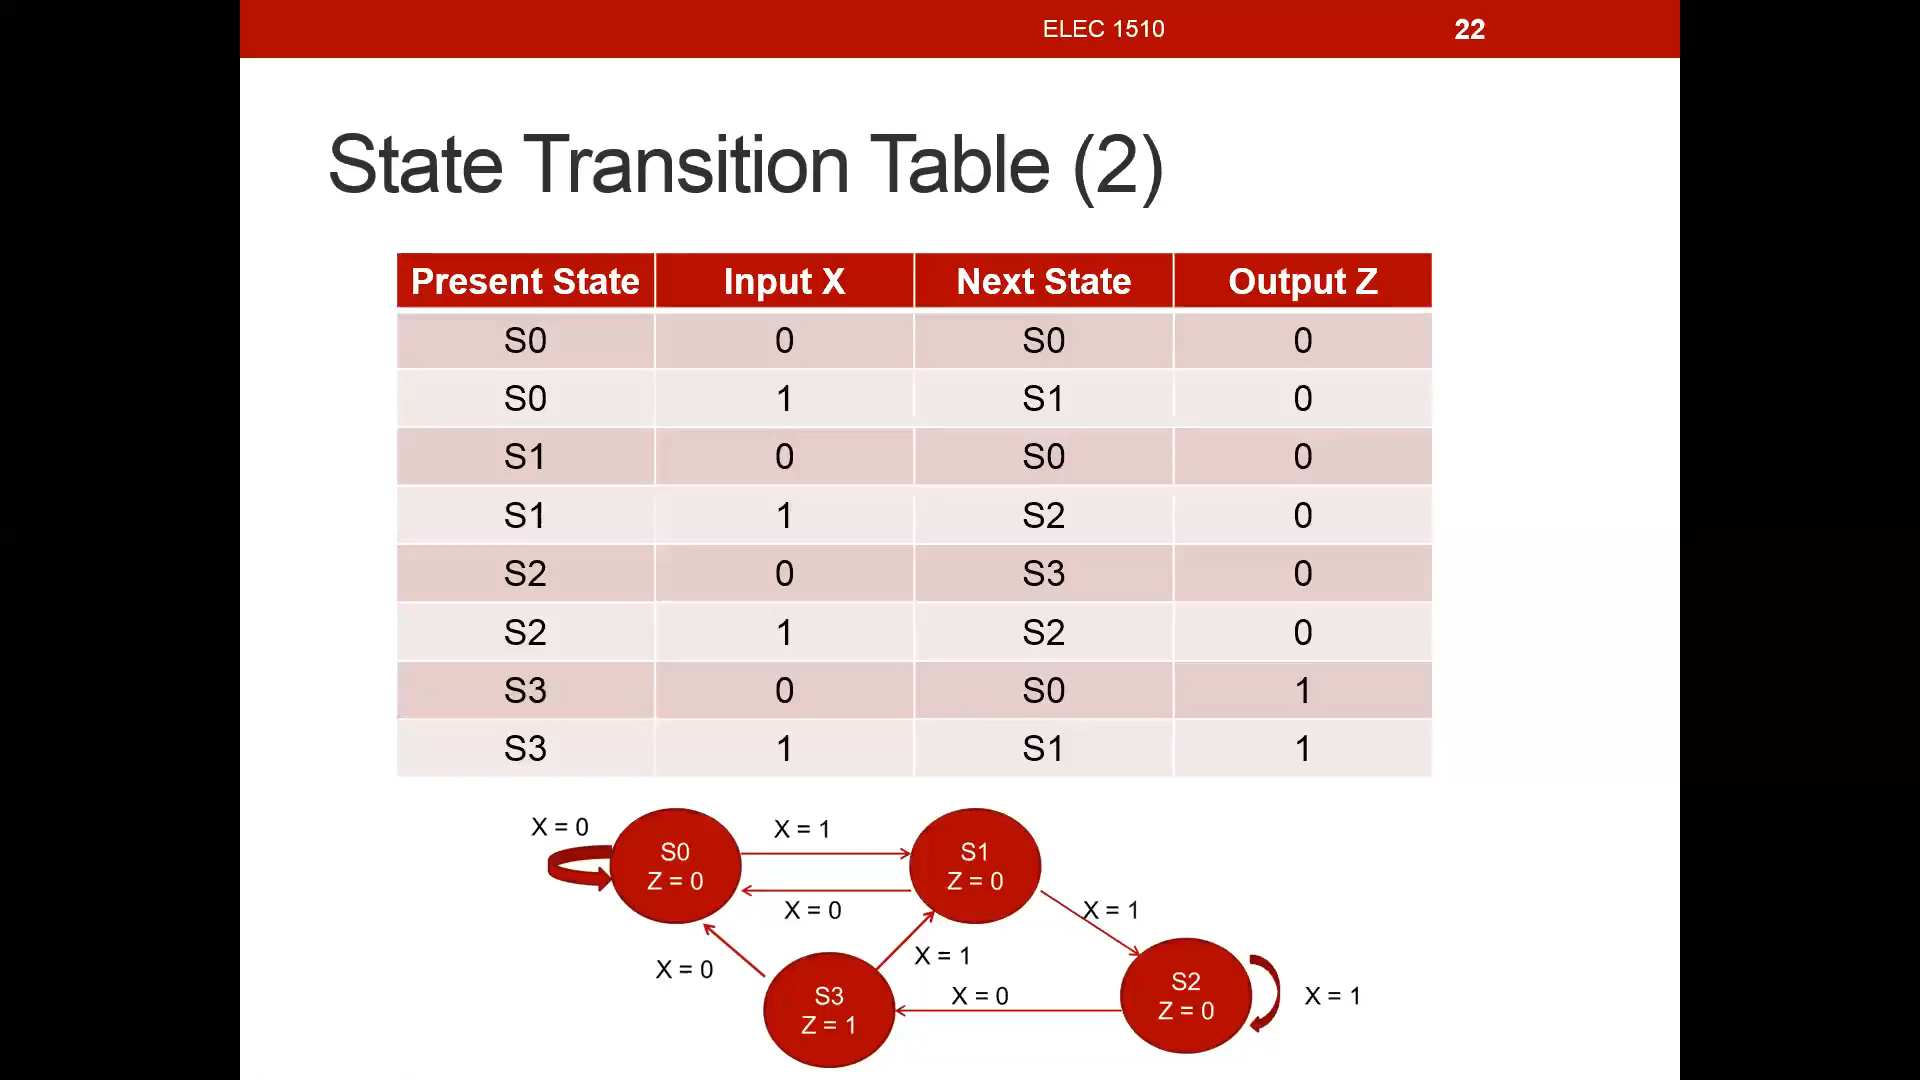 ELEC 1510 22
State Transition Table (2)
Present State Input X Next State Output Z
S0 0 S0 0
S0 1 S1 0
S1 0 S0 0
S1 1 S2 0
S2 0 S3 0
S2 1 S2 0
S3 0 S0 1
S3 1 S1 1
X = 0
S0
Z = 0
X = 1
S1
Z = 0
X = 0
X = 1
X = 0
X = 1
S3
Z = 1
X = 0
S2
Z = 0
X = 1